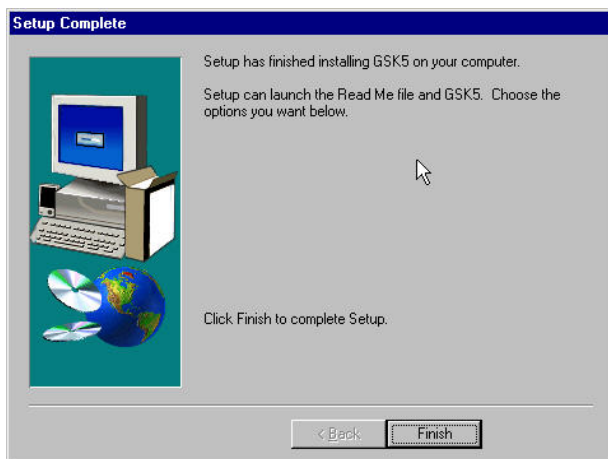 Setup Complete
Setup has finished installing GSK5 on your computer.
Setup can launch the Read Me file and GSK5. Choose the
options you want below.
Click Finish to complete Setup.
< Back
Finish